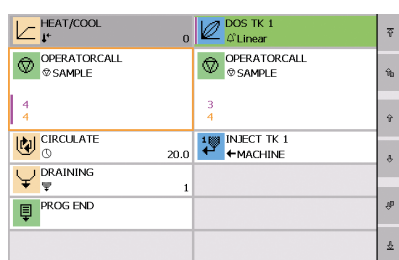 HEAT/COOL
0
DOS TK 1
Linear
OPERATORCALL
SAMPLE
4
4
OPERATORCALL
SAMPLE
3
4
CIRCULATE
20.0
1 INJECT TK 1
MACHINE
DRAINING
1
PROG END